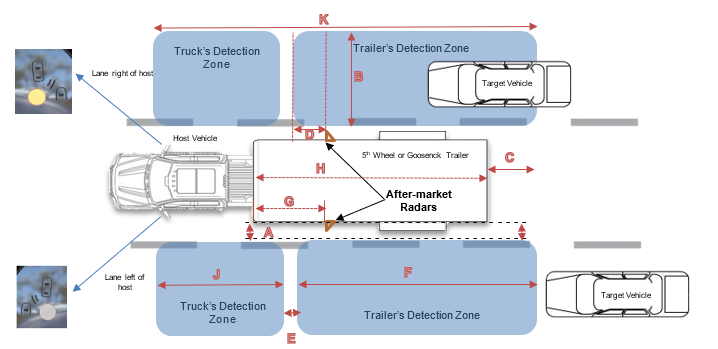 K
Truck's Detection
Zone
Trailer's Detection Zone
Lane right of host
B
Target Vehicle
Host Vehicle
D
5th Wheel or Goosenck Trailer
C
H
After-market
Radars
G
A
Lane left of
host
J
F
Target Vehicle
Truck's Detection
Zone
E
Trailer's Detection Zone